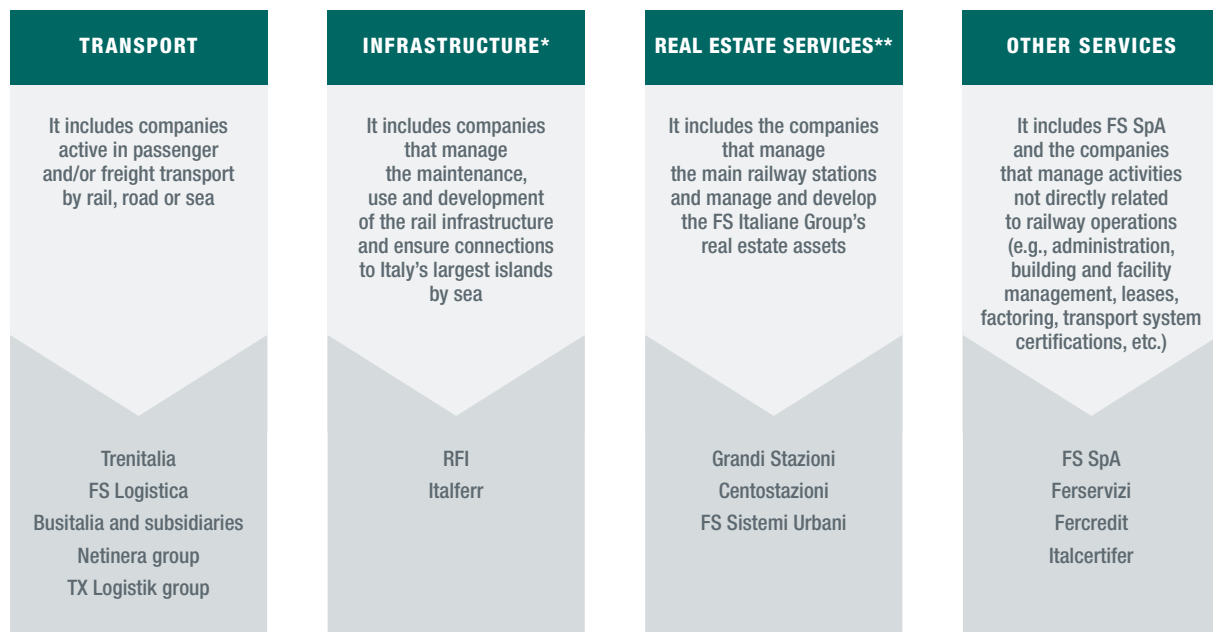 TRANSPORT
It includes companies
active in passenger
and/or freight transport
by rail, road or sea
Trenitalia
FS Logistica
Busitalia and subsidiaries
Netinera group
TX Logistik group
INFRASTRUCTURE*
It includes companies
that manage
the maintenance,
use and development
of the rail infrastructure
and ensure connections
to Italy's largest islands
by sea
RFI
Italferr
REAL ESTATE SERVICES**
It includes the companies
that manage
the main railway stations
and manage and develop
the FS Italiane Group's
real estate assets
Grandi Stazioni
Centostazioni
FS Sistemi Urbani
OTHER SERVICES
It includes FS SpA
and the companies
that manage activities
not directly related
to railway operations
(e.g., administration,
building and facility
management, leases,
factoring, transport system
certifications, etc.)
FS SpA
Ferservizi
Fercredit
Italcertifer